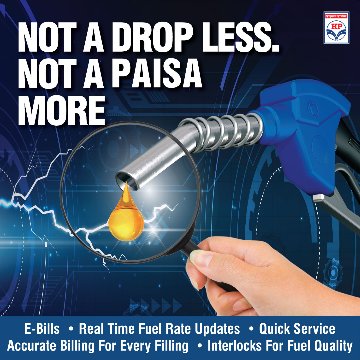 NOT A DROP LESS.
NOT A PAISA
MORE
HP
E-Bills • Real Time Fuel Rate Updates • Quick Service
Accurate Billing For Every Filling • Interlocks For Fuel Quality